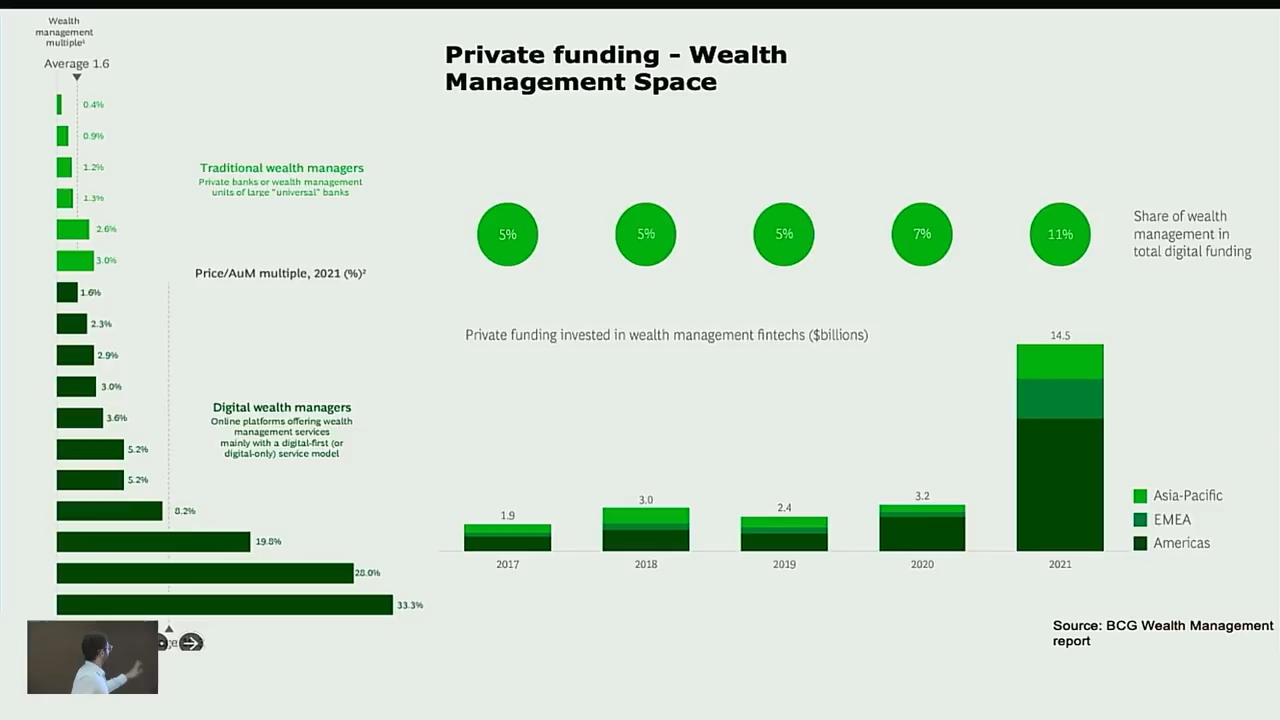 Wealth
management
multiple¹
Average 1.6
0.4%
0.9%
1.2%
1.3%
2.6%
3.0%
1.6%
2.3%
2.9%
3.0%
3.6%
5.2%
5.2%
8.2%
19.8%
28.0%
33.3%
Traditional wealth managers
Private banks or wealth management
units of large "universal" banks
Price/AuM multiple, 2021 (%)²
Digital wealth managers
Online platforms offering wealth
management services
mainly with a digital-first (or
digital-only) service model
Private funding - Wealth
Management Space
5%
5%
5%
7%
11%
Share of wealth
management in
total digital funding
Private funding invested in wealth management fintechs ($billions)
1.9
3.0
2.4
3.2
14.5
2017
2018
2019
2020
2021
Asia-Pacific
EMEA
Americas
Source: BCG Wealth Management
report